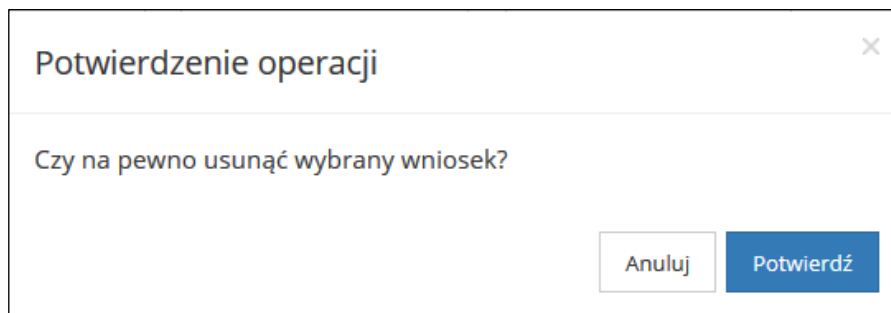 Potwierdzenie operacji
Czy na pewno usunąć wybrany wniosek?
Anuluj
Potwierdź